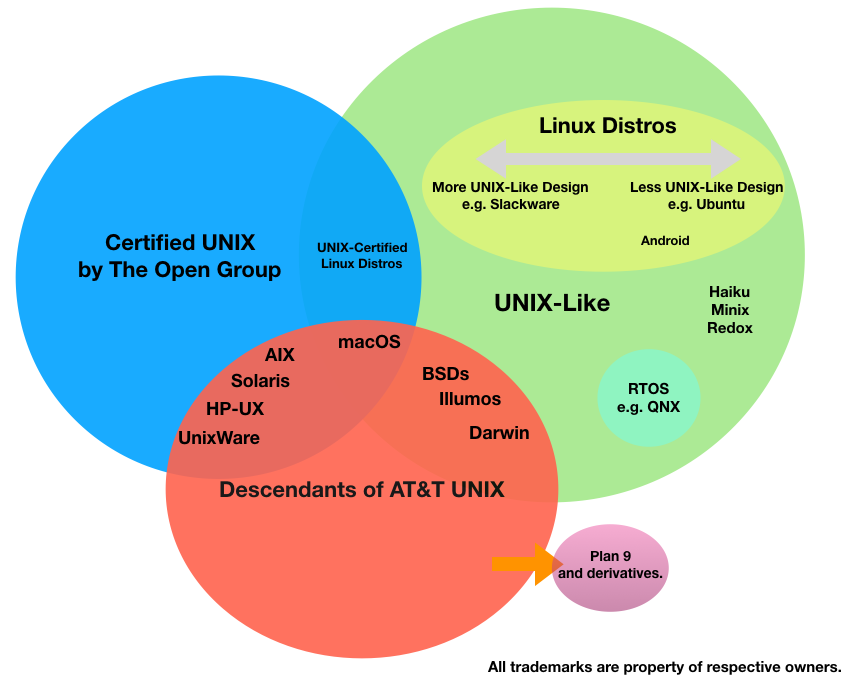 Linux Distros
More UNIX-Like Design
e.g. Slackware
Less UNIX-Like Design
e.g. Ubuntu
Android
Certified UNIX
by The Open Group
UNIX-Certified
Linux Distros
UNIX-Like
Haiku
Minix
Redox
macOS
AIX
Solaris
HP-UX
UnixWare
BSDs
Illumos
Darwin
RTOS
e.g. QNX
Descendants of AT&T UNIX
Plan 9
and derivatives.
All trademarks are property of respective owners.